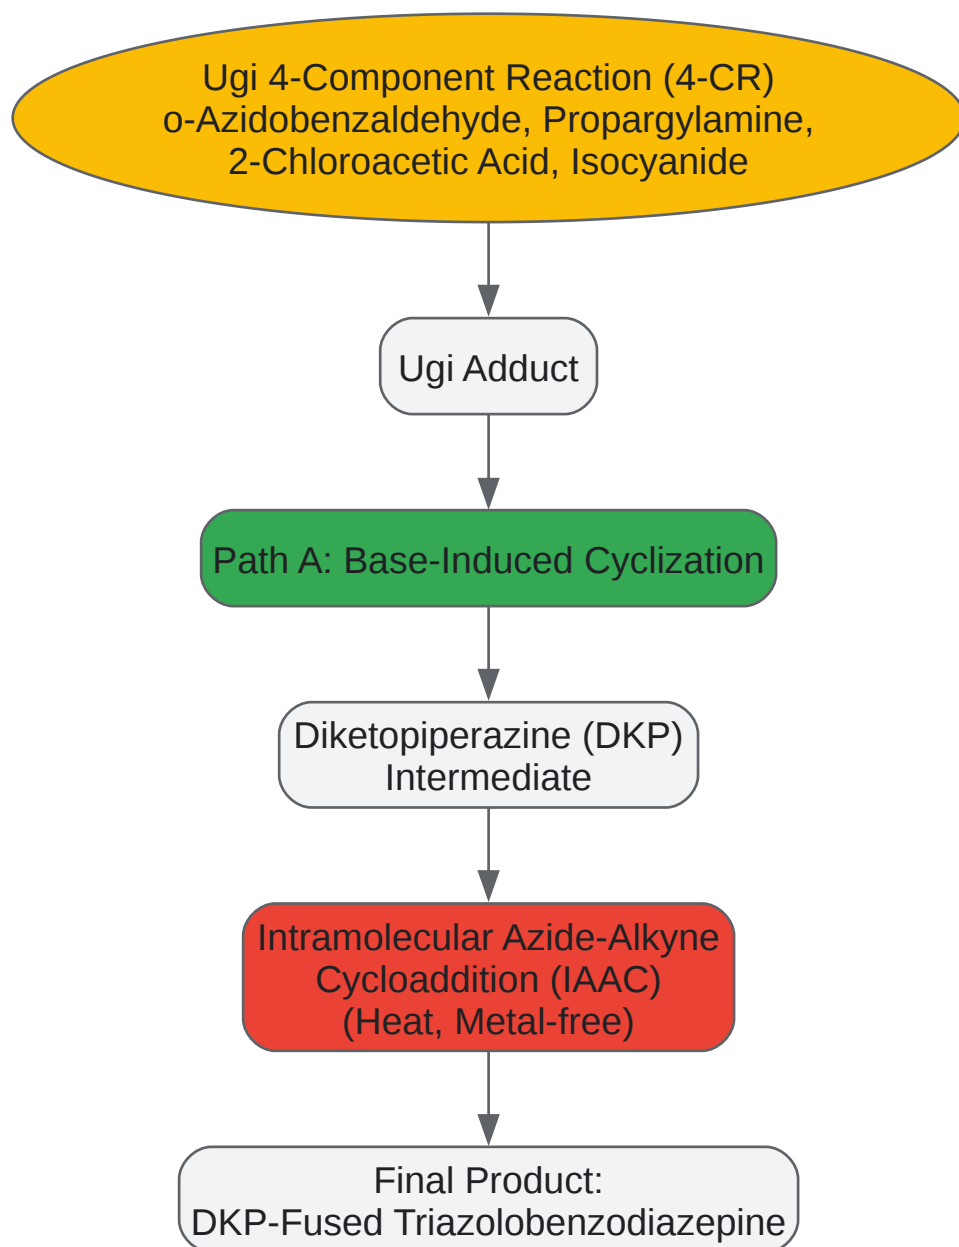 Ugi 4-Component Reaction (4-CR)
o-Azidobenzaldehyde, Propargylamine,
2-Chloroacetic Acid, Isocyanide
Ugi Adduct
Path A: Base-Induced Cyclization
Diketopiperazine (DKP)
Intermediate
Intramolecular Azide-Alkyne
Cycloaddition (IAAC)
(Heat, Metal-free)
Final Product:
DKP-Fused Triazolobenzodiazepine